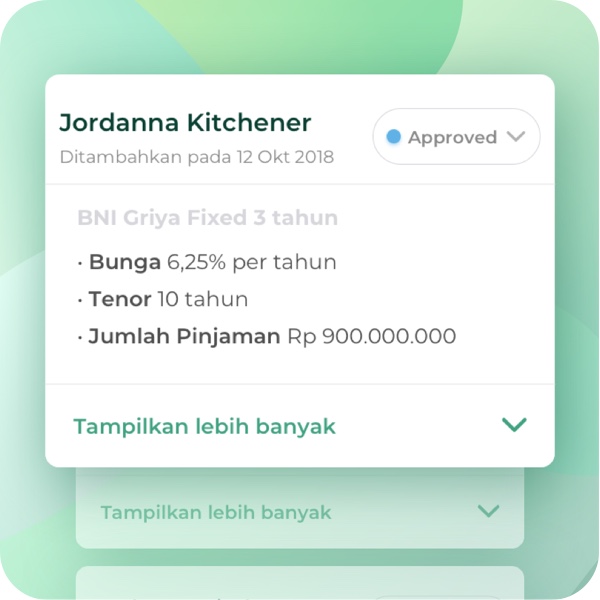 Jordanna Kitchener
Approved
Ditambahkan pada 12 Okt 2018
BNI Griya Fixed 3 tahun
· Bunga 6,25% per tahun
· Tenor 10 tahun
· Jumlah Pinjaman Rp 900.000.000
Tampilkan lebih banyak
Tampilkan lebih banyak